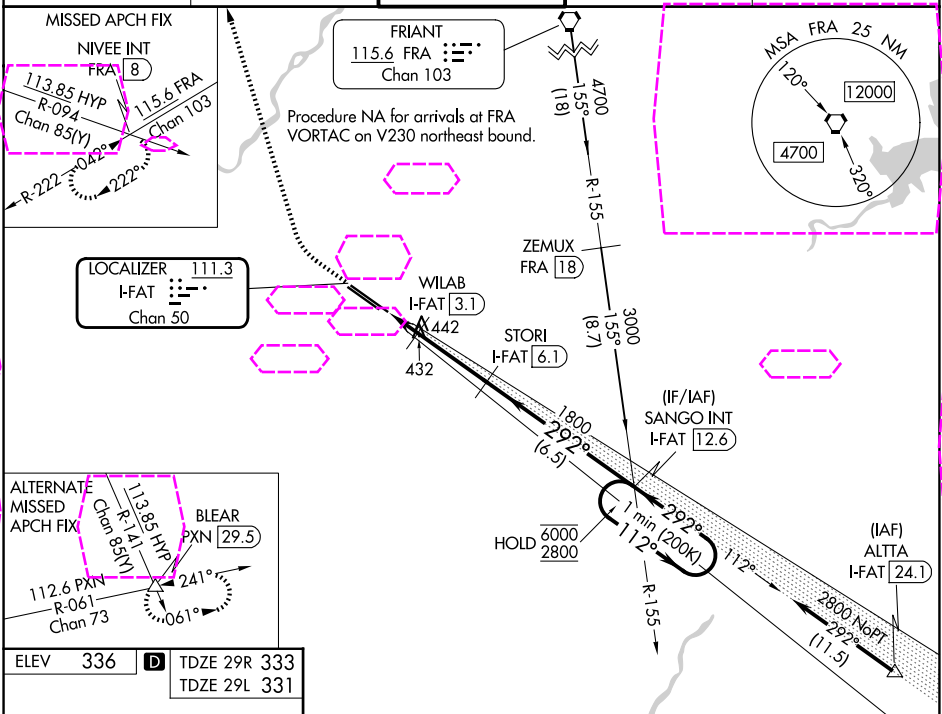 MISSED APCH FIX
NIVEE INT
FRA 8
113.85 HYP
R-094
Chan 85(Y)
115.6 FRA
Chan 103
R-222
042°
222°
FRIANT
115.6 FRA
Chan 103
Procedure NA for arrivals at FRA
VORTAC on V230 northeast bound.
4700
155°
(18)
R-155
MSA FRA 25 NM
120°
12000
4700
320°
ZEMUX
FRA 18
3000
155°
(8.7)
LOCALIZER 111.3
I-FAT
Chan 50
WILAB
I-FAT 3.1
442
432
STORI
I-FAT 6.1
1800
292°
(6.5)
(IF/IAF)
SANGO INT
I-FAT 12.6
HOLD 6000
2800
1 min (200K)
292°
112°
112°
R-155
(IAF)
ALTTA
I-FAT 24.1
2800 NoPT
292°
(11.5)
ALTERNATE
MISSED
APCH FIX
113.85 HYP
R-141
Chan 85(Y)
BLEAR
PXN 29.5
112.6 PXN
R-061
Chan 73
241°
061°
ELEV 336
D
TDZE 29R 333
TDZE 29L 331